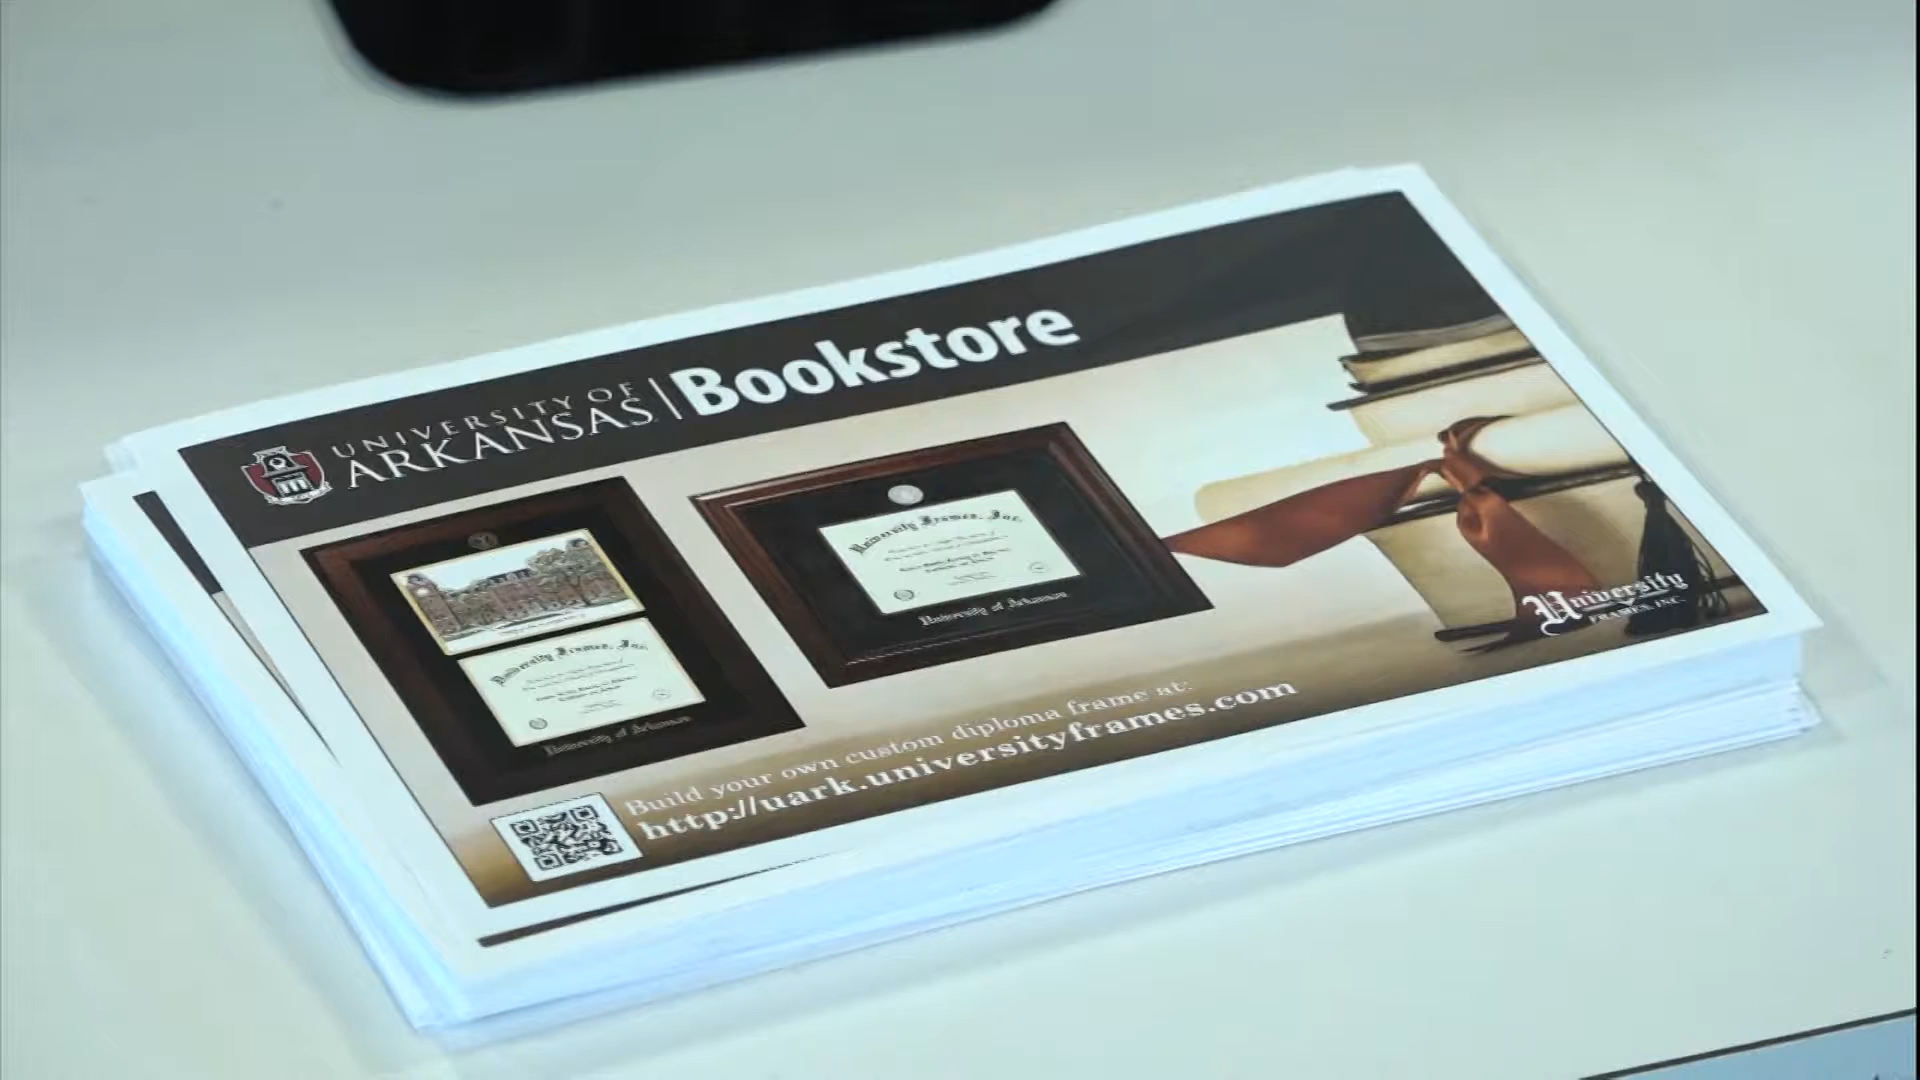 UNIVERSITY OF
ARKANSAS
Bookstore
University Frames, Inc.
University of Arkansas
University Frames, Inc.
University of Arkansas
University
FRAMES, INC.
Build your own custom diploma frame at:
http://uark.universityframes.com